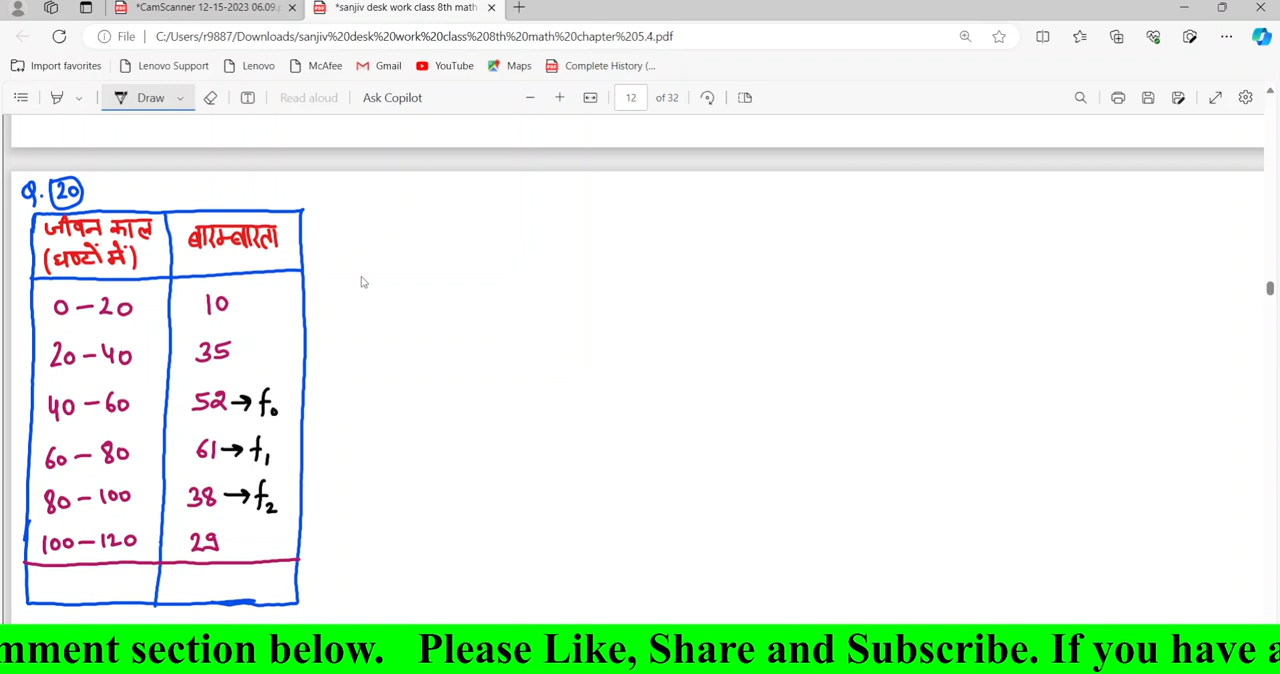 *CamScanner 12-15-2023 06.09.
*sanjiv desk work class 8th math
File C:/Users/r9887/Downloads/sanjiv%20desk%20work%20class%208th%20math%20chapter%205.4.pdf
Import favorites Lenovo Support Lenovo McAfee Gmail YouTube Maps Complete History (...
Draw Read aloud Ask Copilot 12 of 32
Q. 20
जीवन काल (घण्टों में) बारम्बारता
0 - 20 10
20 - 40 35
40 - 60 52 → f₀
60 - 80 61 → f₁
80 - 100 38 → f₂
100 - 120 29
mment section below. Please Like, Share and Subscribe. If you have a